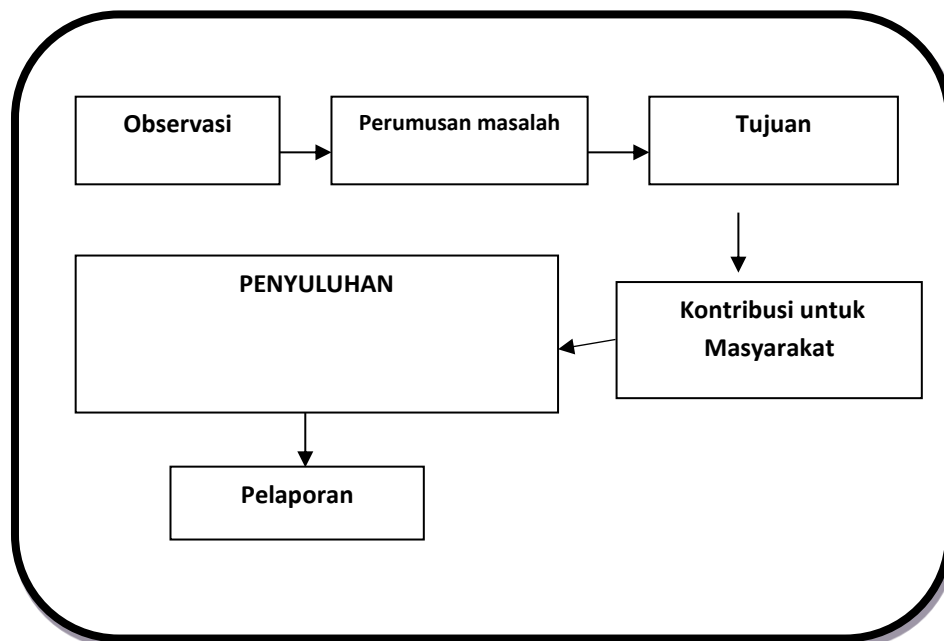 Observasi
Perumusan masalah
Tujuan
Kontribusi untuk
Masyarakat
PENYULUHAN
Pelaporan